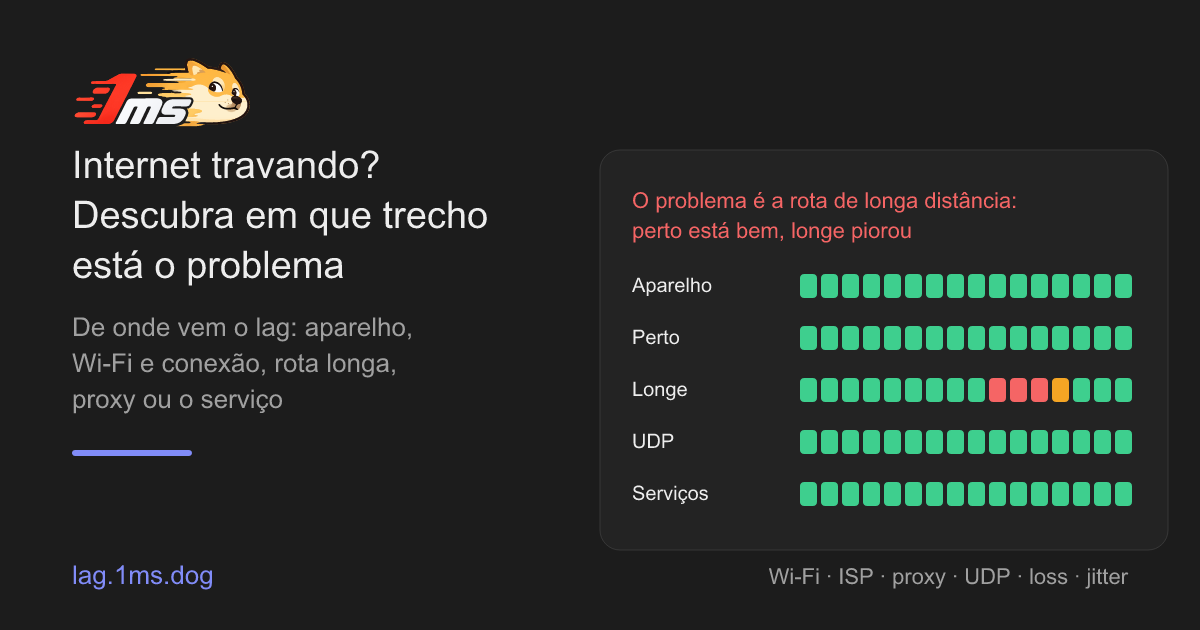 1ms
Internet travando?
Descubra em que trecho
está o problema
De onde vem o lag: aparelho,
Wi-Fi e conexão, rota longa,
proxy ou o serviço
lag.1ms.dog
O problema é a rota de longa distância:
perto está bem, longe piorou
Aparelho
Perto
Longe
UDP
Serviços
Wi-Fi · ISP · proxy · UDP · loss · jitter